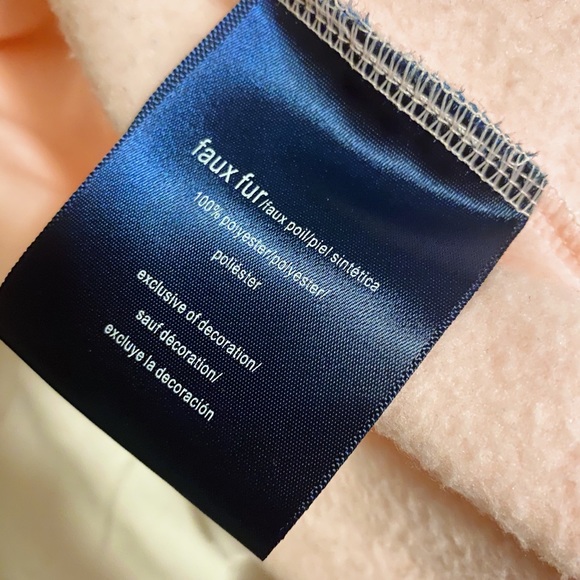 faux fur/faux poil/piel sintética
100% polyester/polyester/
poliéster
exclusive of decoration/
sauf décoration/
excluye la decoración